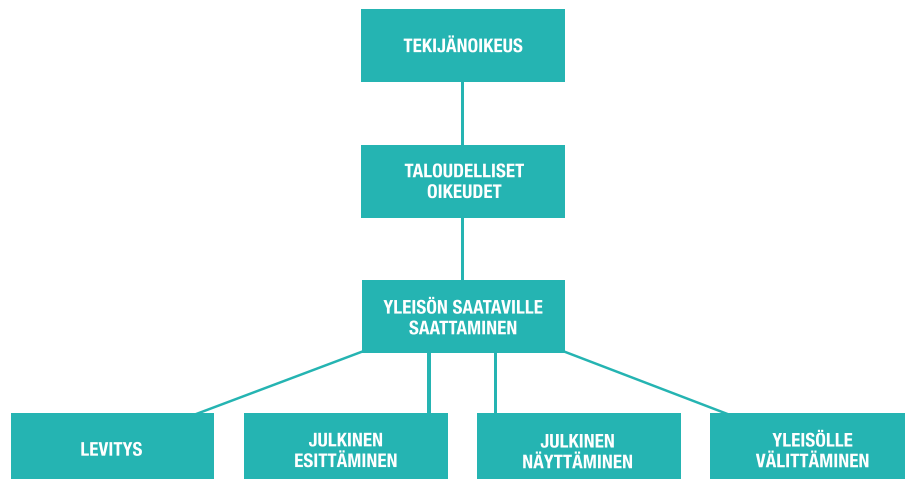 TEKIJÄNOIKEUS
TALOUDELLISET
OIKEUDET
YLEISÖN SAATAVILLE
SAATTAMINEN
LEVITYS
JULKINEN
ESITTÄMINEN
JULKINEN
NÄYTTÄMINEN
YLEISÖLLE
VÄLITTÄMINEN